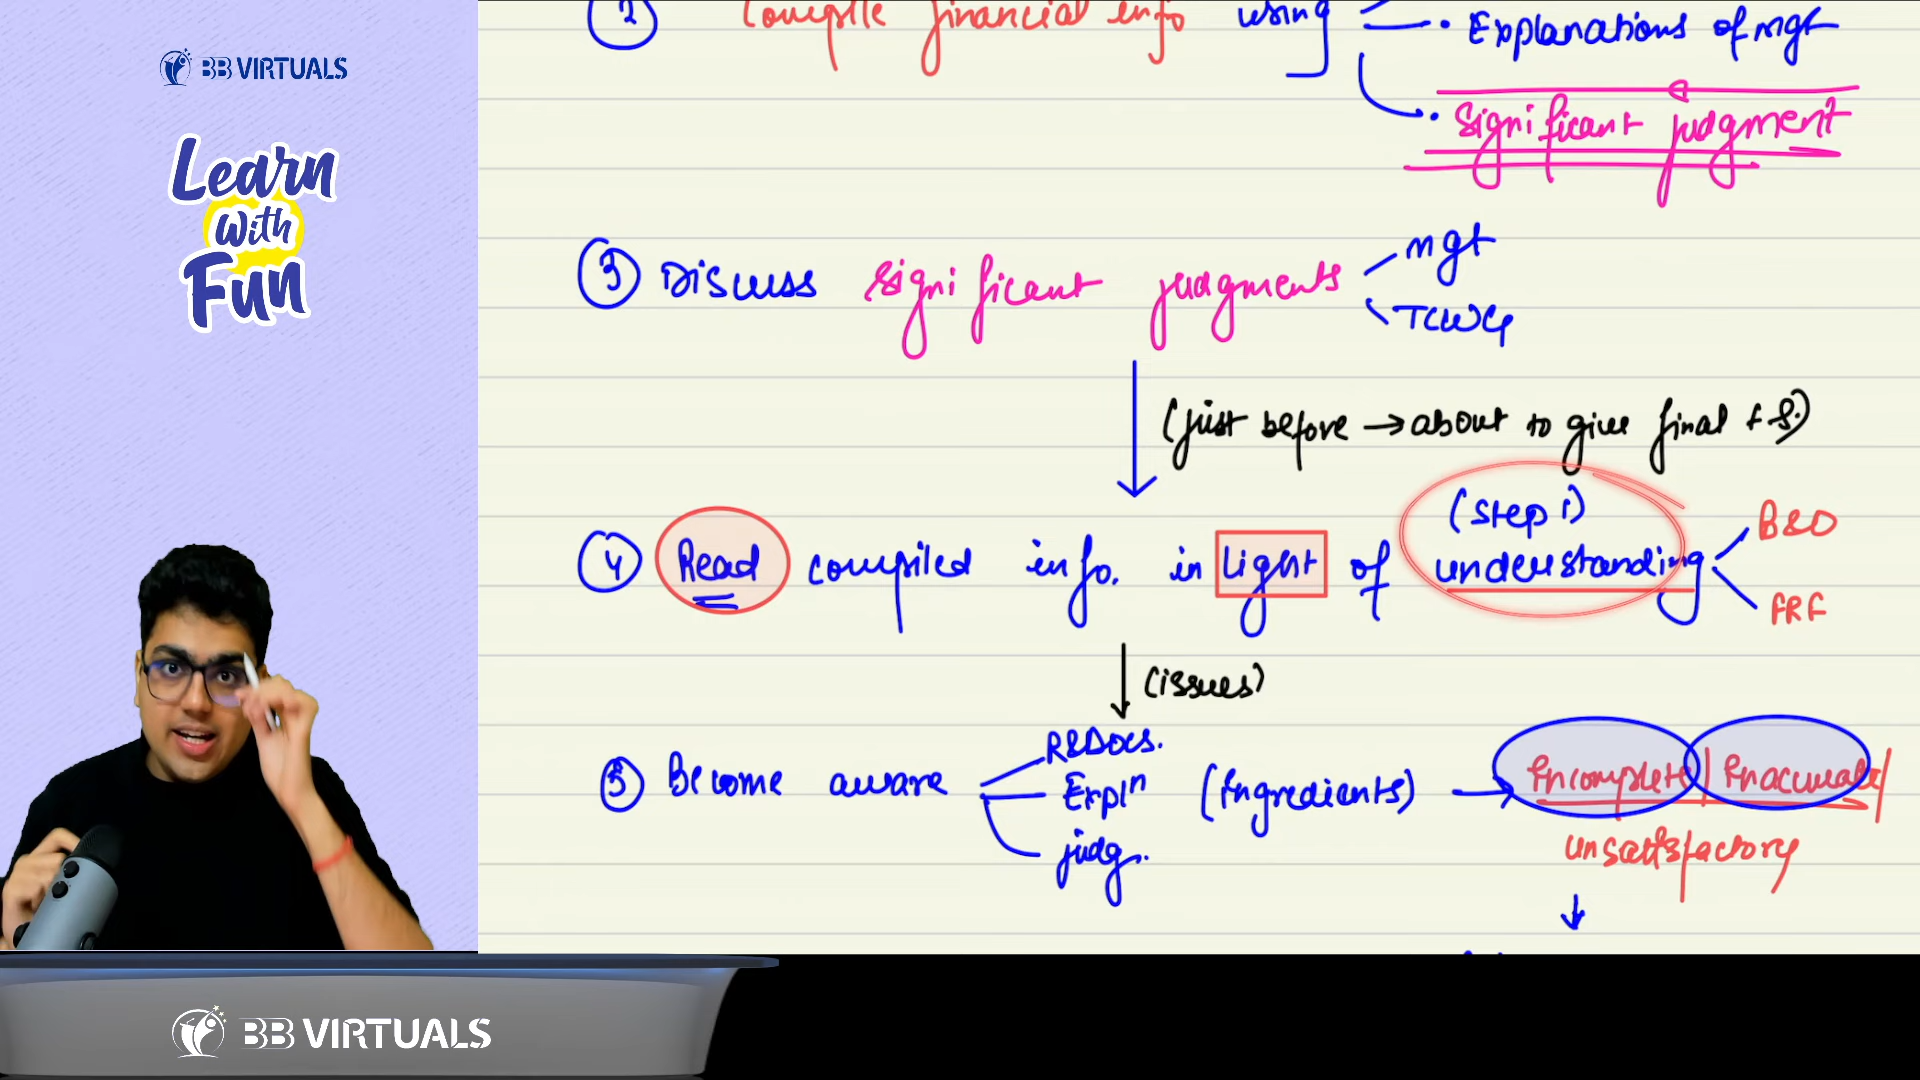 BB VIRTUALS
Learn
With
Fun
② Compile financial info using
• Explanations of mgt
• Significant judgment
③ Discuss significant judgments
mgt
TCWG
(just before → about to give final F.S.)
④ Read compiled info. in light of (step 1) understanding
B&O
FRF
(issues)
⑤ Become aware
R&Docs.
Expln
judg.
(Ingredients) → Incomplete | Inaccurate |
unsatisfactory
BB VIRTUALS